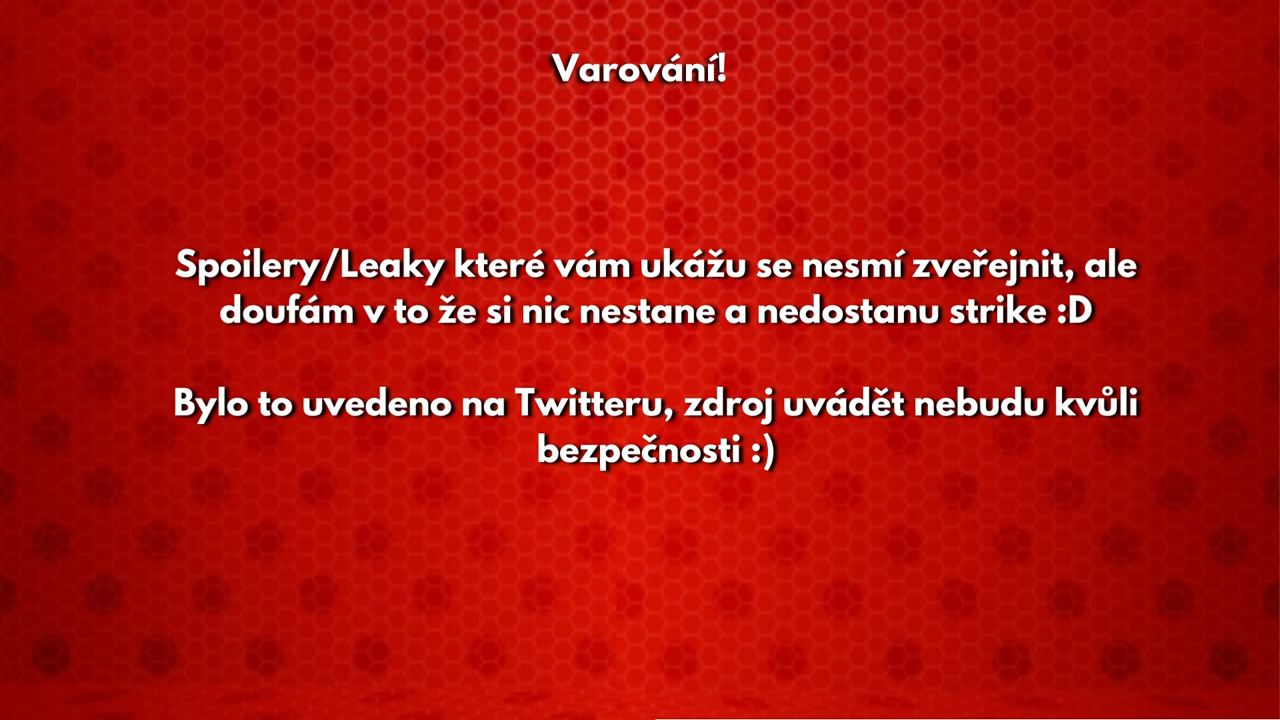 Varování!
Spoilery/Leaky které vám ukážu se nesmí zveřejnit, ale
doufám v to že si nic nestane a nedostanu strike :D
Bylo to uvedeno na Twitteru, zdroj uvádět nebudu kvůli
bezpečnosti :)